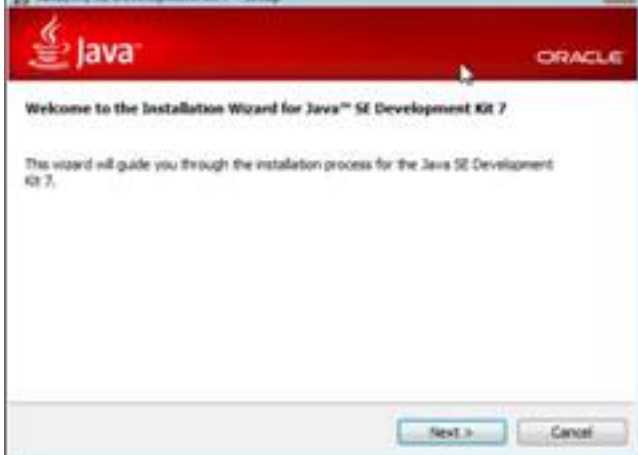 Java™
ORACLE
Welcome to the Installation Wizard for Java™ SE Development Kit 7
This wizard will guide you through the installation process for the Java SE Development
Kit 7.
Next >
Cancel